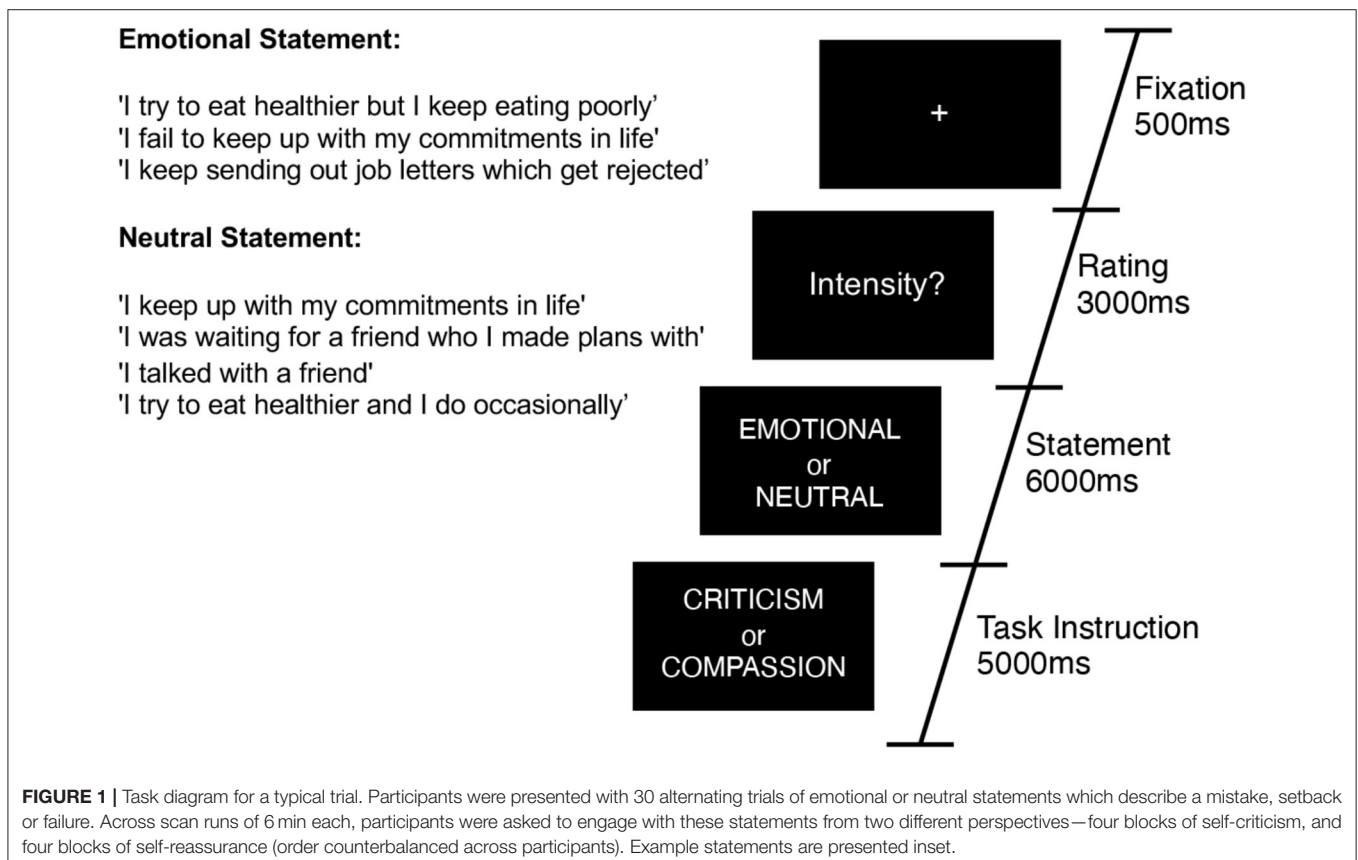 Emotional Statement:
'I try to eat healthier but I keep eating poorly’
'I fail to keep up with my commitments in life'
'I keep sending out job letters which get rejected’
Neutral Statement:
'I keep up with my commitments in life'
'I was waiting for a friend who I made plans with'
'I talked with a friend'
'I try to eat healthier and I do occasionally’
+
Fixation
500ms
Intensity?
Rating
3000ms
EMOTIONAL
or
NEUTRAL
Statement
6000ms
CRITICISM
or
COMPASSION
Task Instruction
5000ms
FIGURE 1 | Task diagram for a typical trial. Participants were presented with 30 alternating trials of emotional or neutral statements which describe a mistake, setback
or failure. Across scan runs of 6 min each, participants were asked to engage with these statements from two different perspectives—four blocks of self-criticism, and
four blocks of self-reassurance (order counterbalanced across participants). Example statements are presented inset.